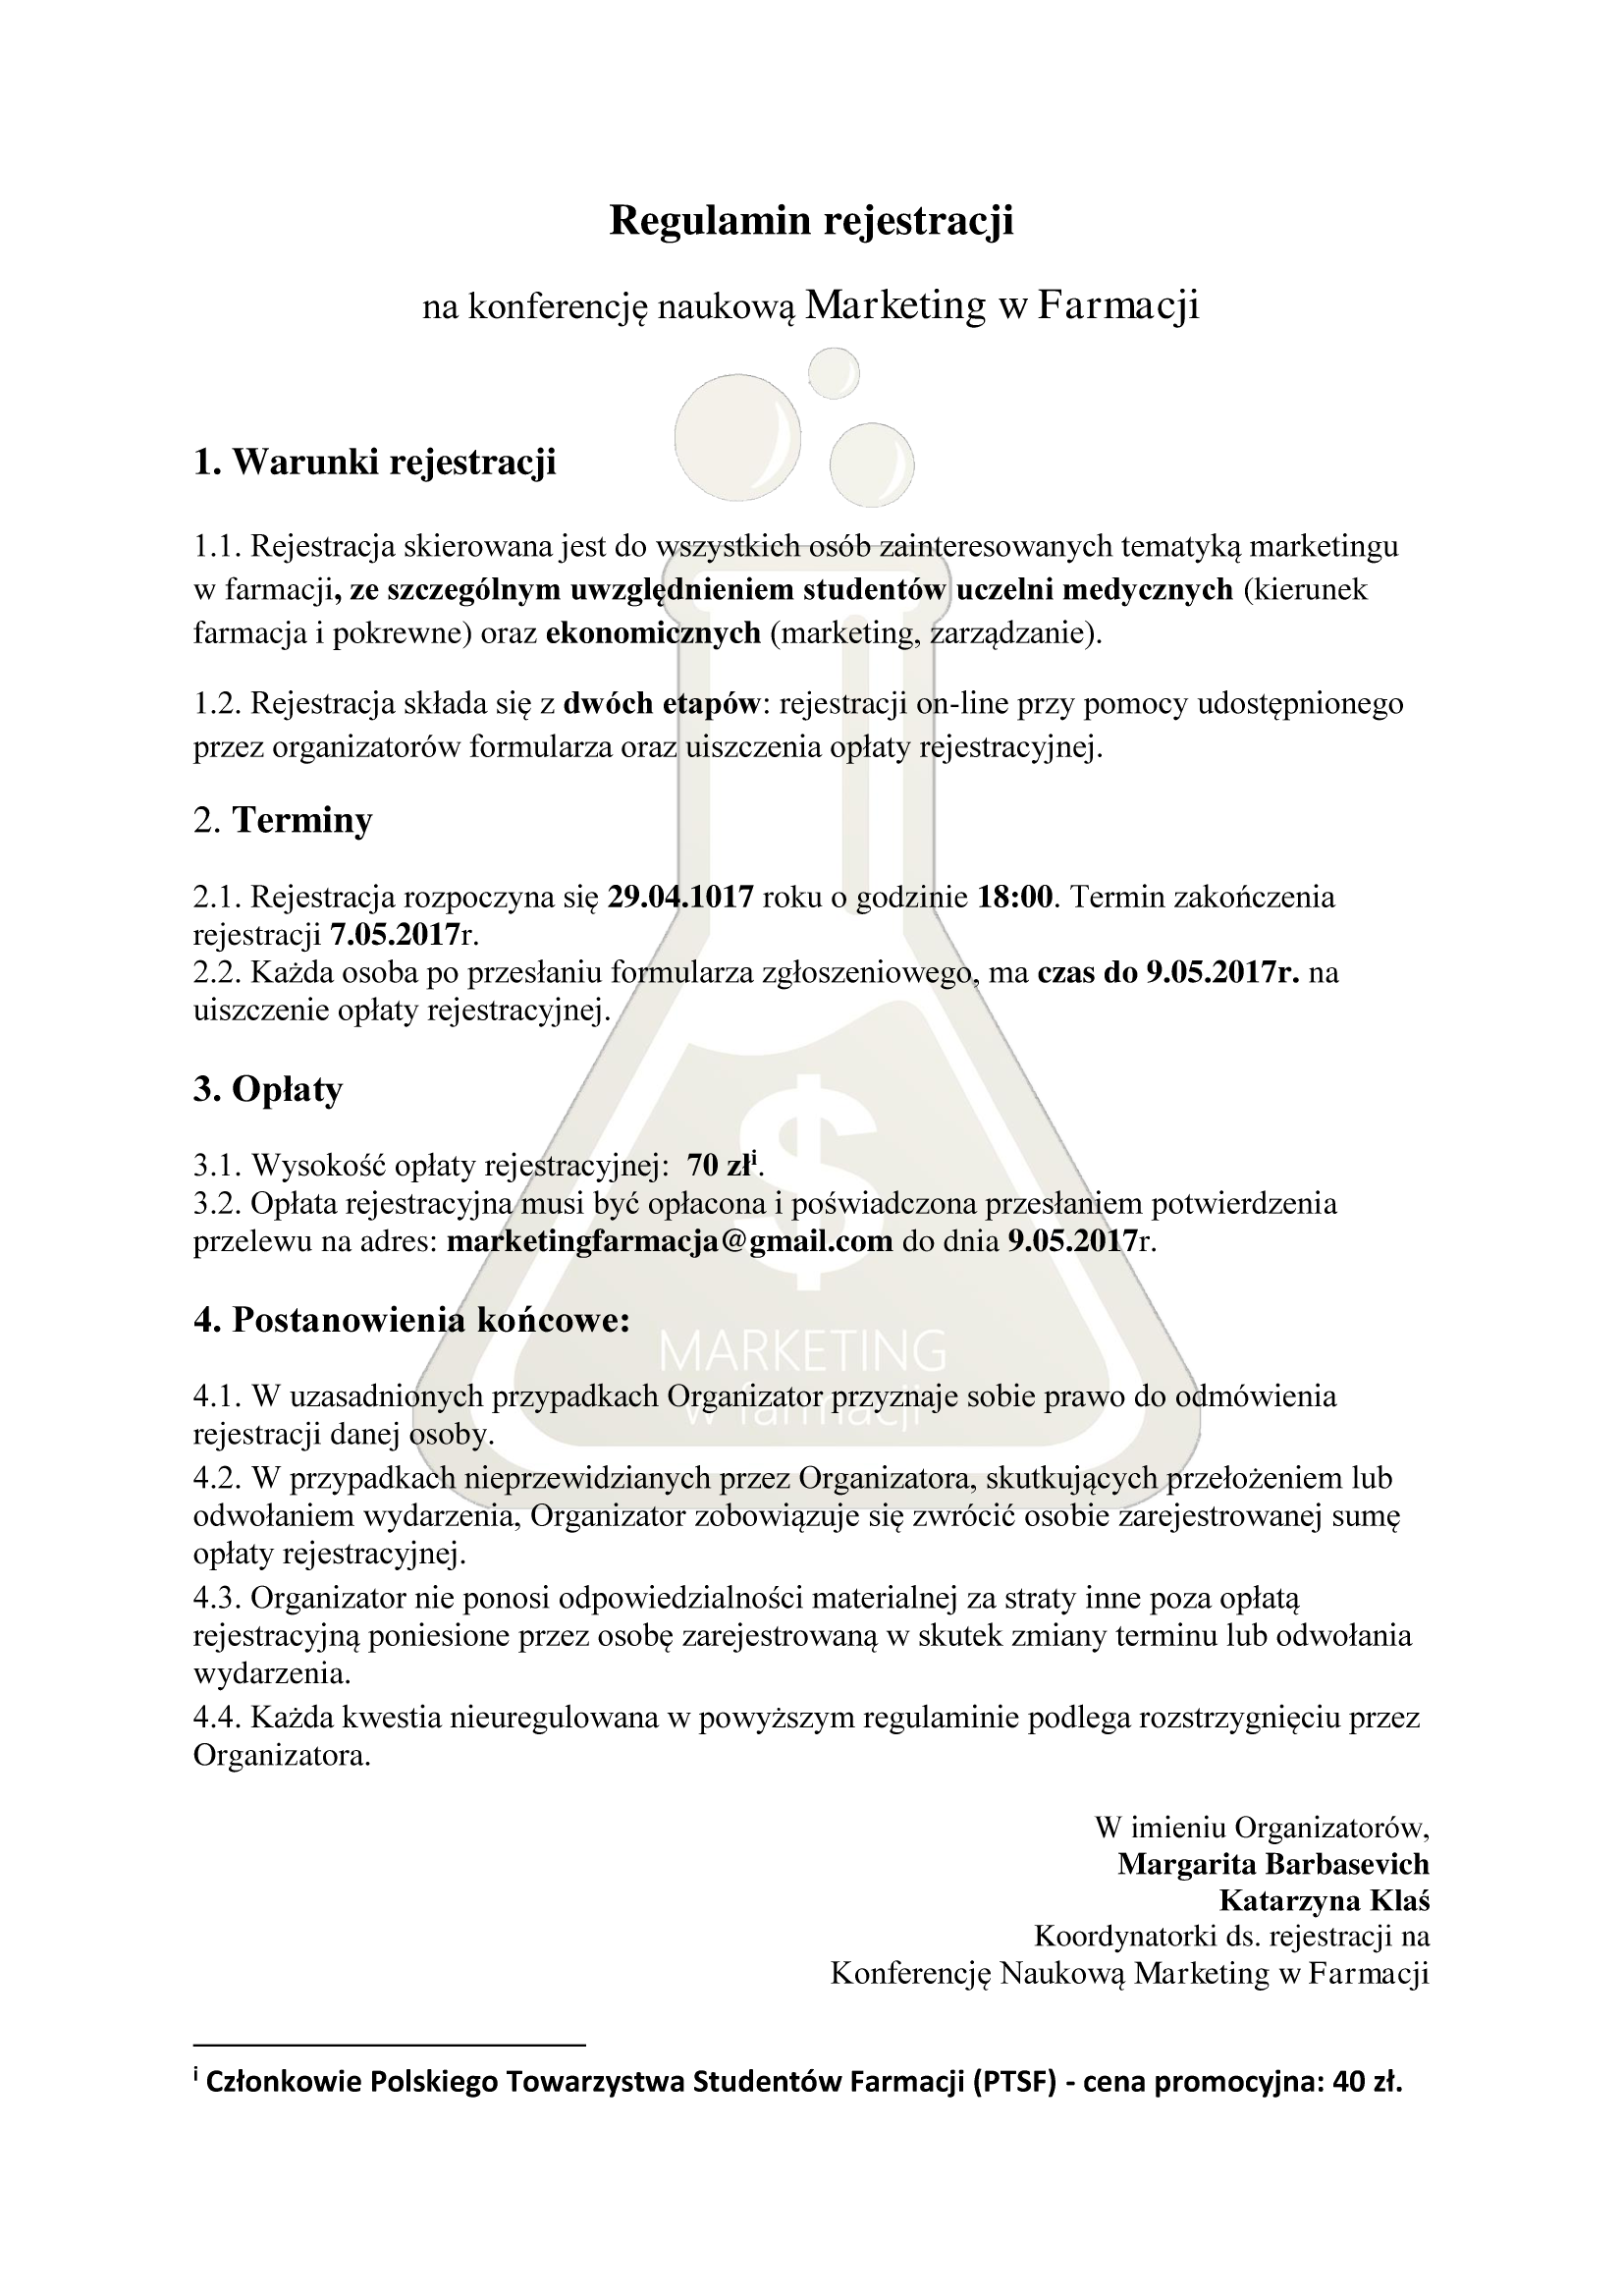 Regulamin rejestracji
na konferencję naukową Marketing w Farmacji
1. Warunki rejestracji
1.1. Rejestracja skierowana jest do wszystkich osób zainteresowanych tematyką marketingu
w farmacji, ze szczególnym uwzględnieniem studentów uczelni medycznych (kierunek
farmacja i pokrewne) oraz ekonomicznych (marketing, zarządzanie).
1.2. Rejestracja składa się z dwóch etapów: rejestracji on-line przy pomocy udostępnionego
przez organizatorów formularza oraz uiszczenia opłaty rejestracyjnej.
2. Terminy
2.1. Rejestracja rozpoczyna się 29.04.1017 roku o godzinie 18:00. Termin zakończenia
rejestracji 7.05.2017r.
2.2. Każda osoba po przesłaniu formularza zgłoszeniowego, ma czas do 9.05.2017r. na
uiszczenie opłaty rejestracyjnej.
3. Opłaty
$
3.1. Wysokość opłaty rejestracyjnej:  70 złⁱ.
3.2. Opłata rejestracyjna musi być opłacona i poświadczona przesłaniem potwierdzenia
przelewu na adres: marketingfarmacja@gmail.com do dnia 9.05.2017r.
4. Postanowienia końcowe:
MARKETING
w farmacji
4.1. W uzasadnionych przypadkach Organizator przyznaje sobie prawo do odmówienia
rejestracji danej osoby.
4.2. W przypadkach nieprzewidzianych przez Organizatora, skutkujących przełożeniem lub
odwołaniem wydarzenia, Organizator zobowiązuje się zwrócić osobie zarejestrowanej sumę
opłaty rejestracyjnej.
4.3. Organizator nie ponosi odpowiedzialności materialnej za straty inne poza opłatą
rejestracyjną poniesione przez osobę zarejestrowaną w skutek zmiany terminu lub odwołania
wydarzenia.
4.4. Każda kwestia nieuregulowana w powyższym regulaminie podlega rozstrzygnięciu przez
Organizatora.
W imieniu Organizatorów,
Margarita Barbasevich
Katarzyna Klaś
Koordynatorki ds. rejestracji na
Konferencję Naukową Marketing w Farmacji
ⁱ Członkowie Polskiego Towarzystwa Studentów Farmacji (PTSF) - cena promocyjna: 40 zł.